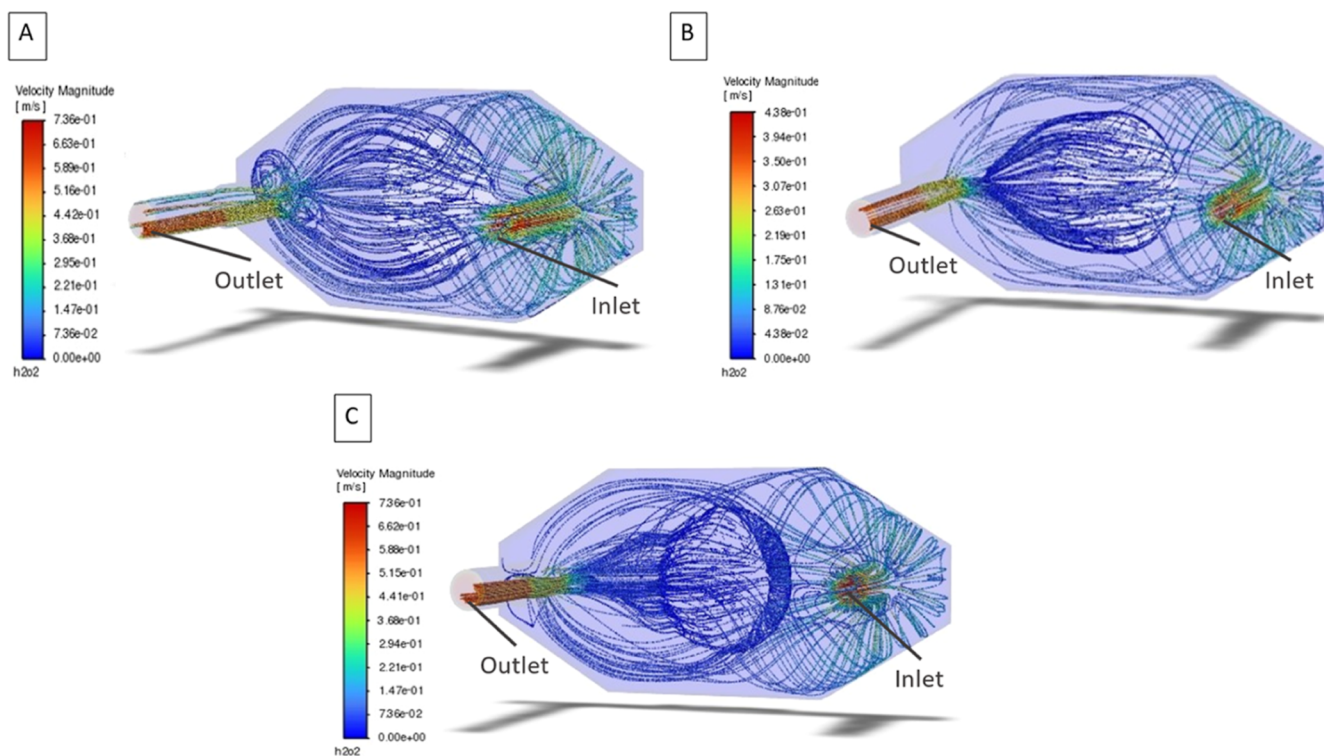 A
Velocity Magnitude
[ m/s ]
7.36e-01
6.63e-01
5.89e-01
5.16e-01
4.42e-01
3.68e-01
2.95e-01
2.21e-01
1.47e-01
7.36e-02
0.00e+00
h2o2
Outlet
Inlet
B
Velocity Magnitude
[ m/s ]
4.38e-01
3.94e-01
3.50e-01
3.07e-01
2.63e-01
2.19e-01
1.75e-01
1.31e-01
8.76e-02
4.38e-02
0.00e+00
h2o2
Outlet
Inlet
C
Velocity Magnitude
[ m/s ]
7.36e-01
6.62e-01
5.88e-01
5.15e-01
4.41e-01
3.68e-01
2.94e-01
2.21e-01
1.47e-01
7.36e-02
0.00e+00
h2o2
Outlet
Inlet